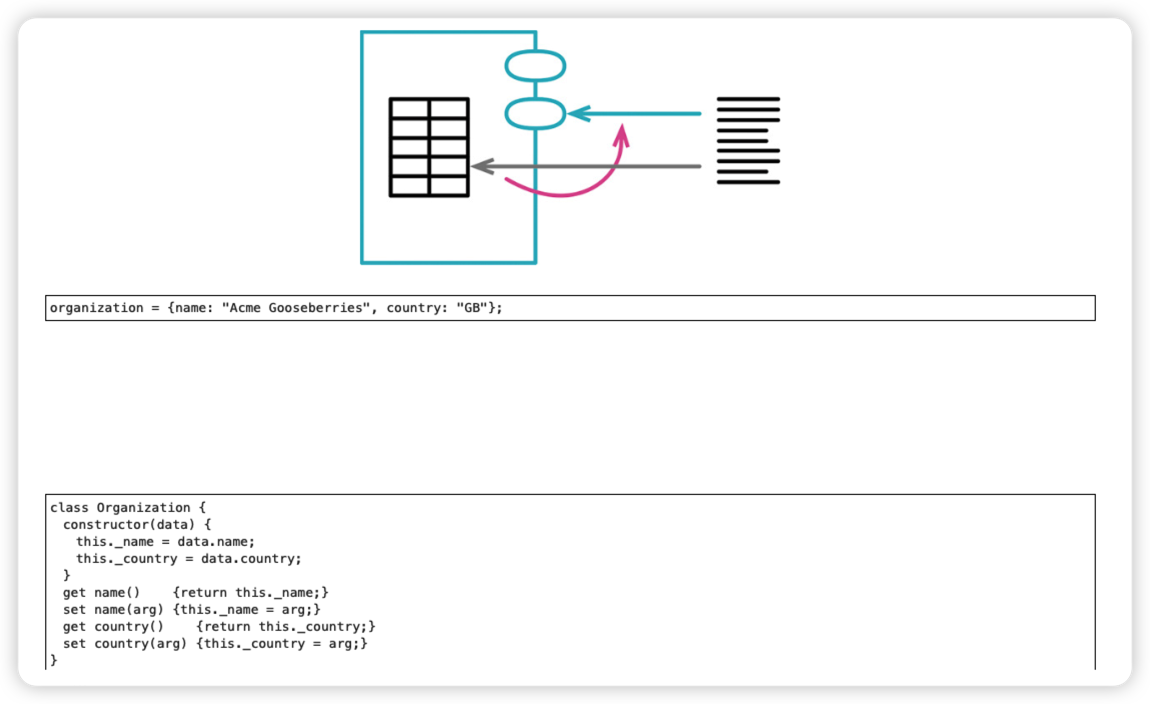 organization = {name: "Acme Gooseberries", country: "GB"};
class Organization {
  constructor(data) {
    this._name = data.name;
    this._country = data.country;
  }
  get name()    {return this._name;}
  set name(arg) {this._name = arg;}
  get country()    {return this._country;}
  set country(arg) {this._country = arg;}
}